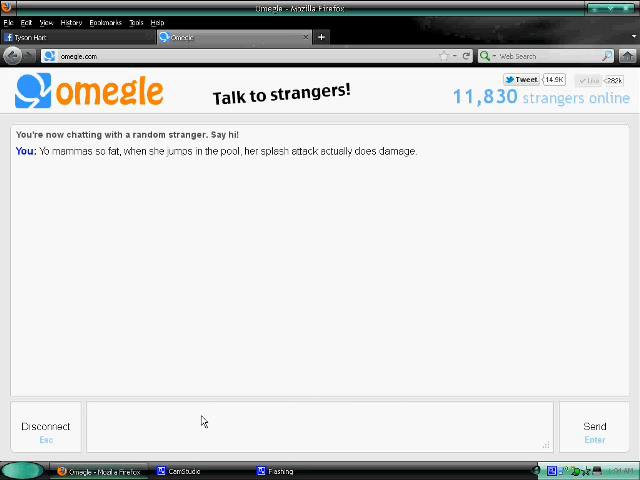 Omegle - Mozilla Firefox
File Edit View History Bookmarks Tools Help
Tyson Hart Omegle
omegle.com Web Search
omegle Talk to strangers! Tweet 14.9K Like 282k
11,830 strangers online
You're now chatting with a random stranger. Say hi!
You: Yo mammas so fat, when she jumps in the pool, her splash attack actually does damage.
Disconnect
Esc
Send
Enter
Omegle - Mozilla Firefox CamStudio Flashing